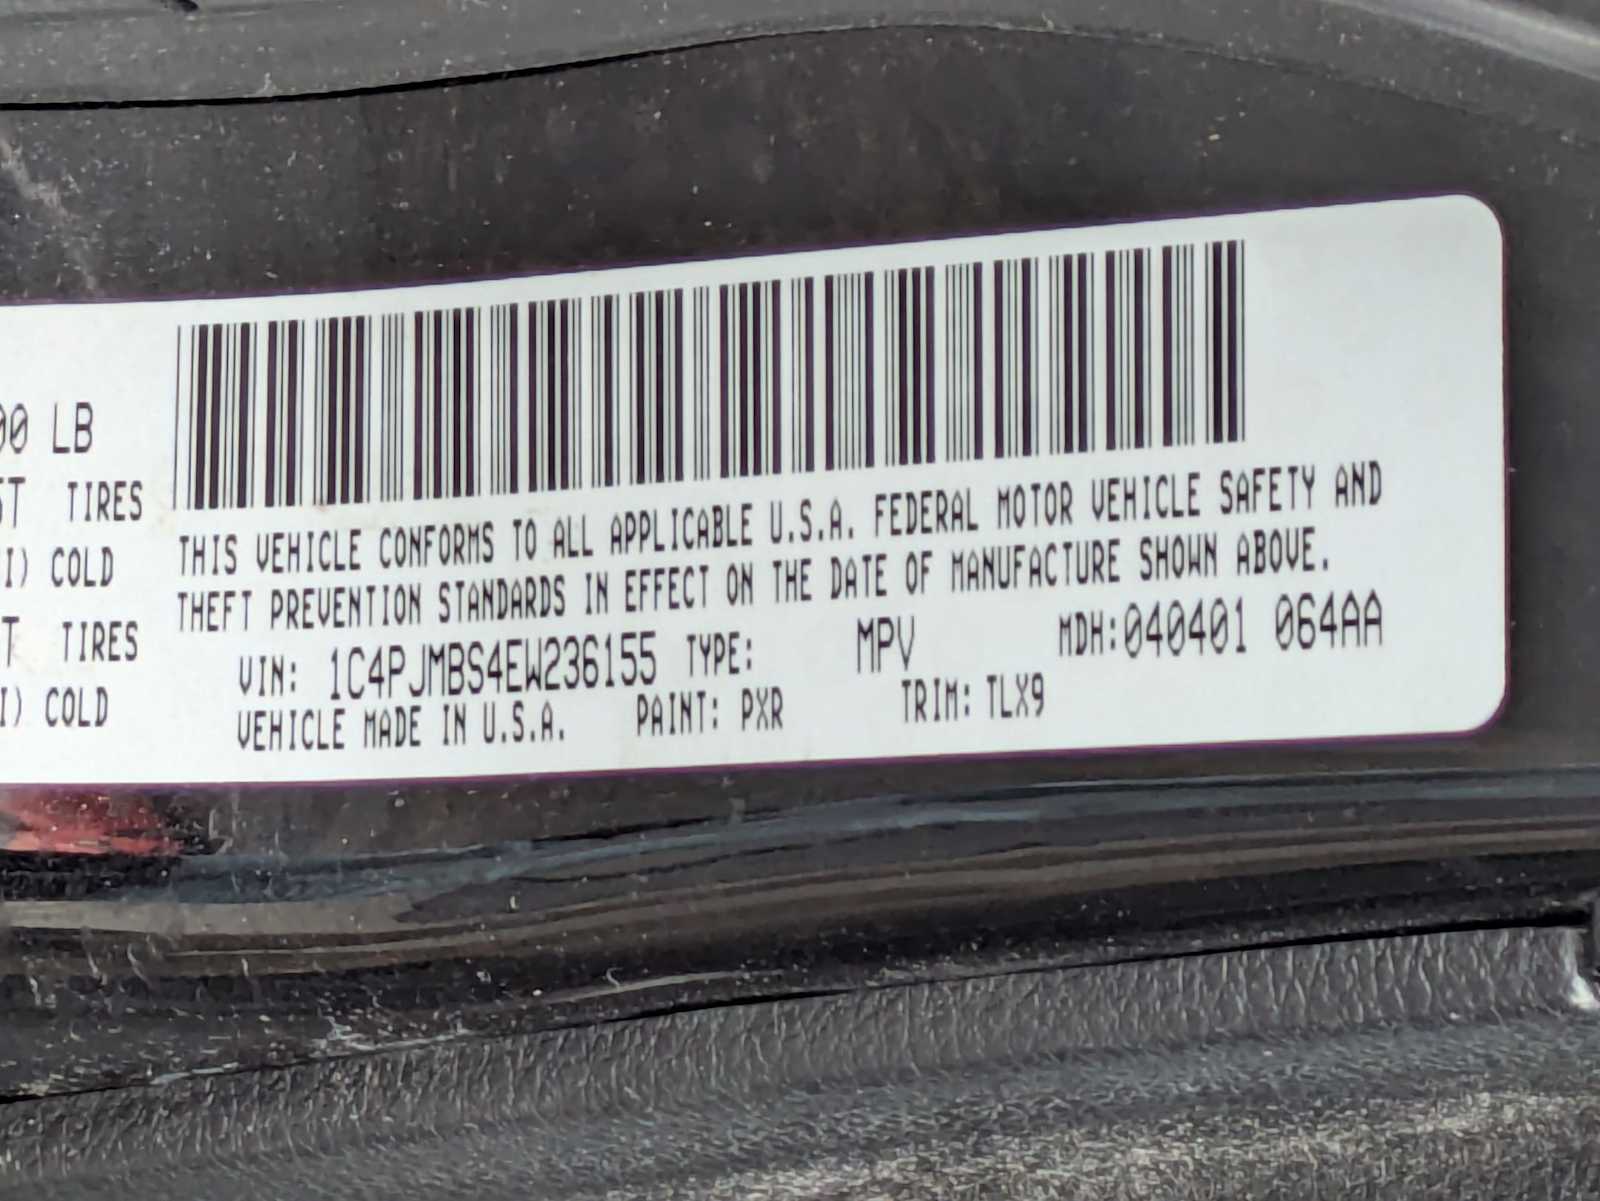 00 LB
ST TIRES
I) COLD
T TIRES
I) COLD
THIS VEHICLE CONFORMS TO ALL APPLICABLE U.S.A. FEDERAL MOTOR VEHICLE SAFETY AND
THEFT PREVENTION STANDARDS IN EFFECT ON THE DATE OF MANUFACTURE SHOWN ABOVE.
VIN: 1C4PJMBS4EW236155 TYPE: MPV MDH:040401 064AA
VEHICLE MADE IN U.S.A. PAINT: PXR TRIM: TLX9